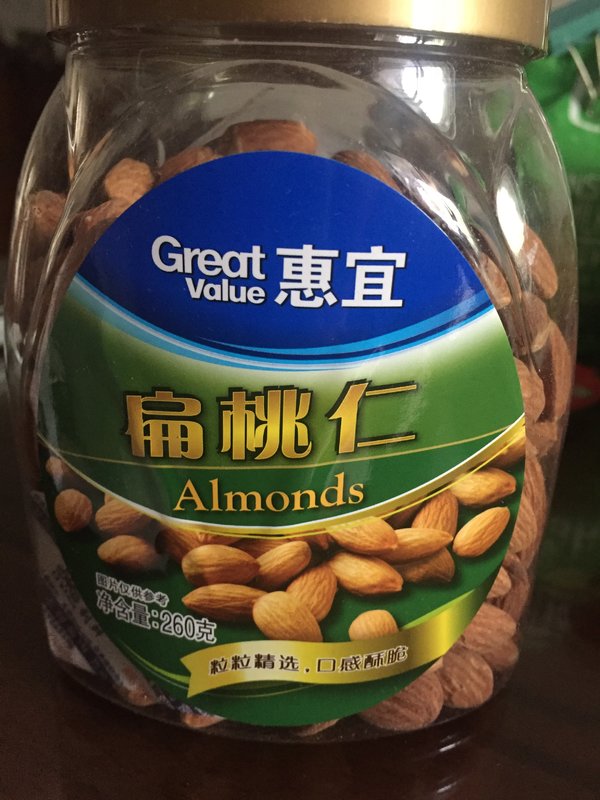 Great
Value
惠宜
扁桃仁
Almonds
图片仅供参考
净含量:260克
粒粒精选，口感酥脆